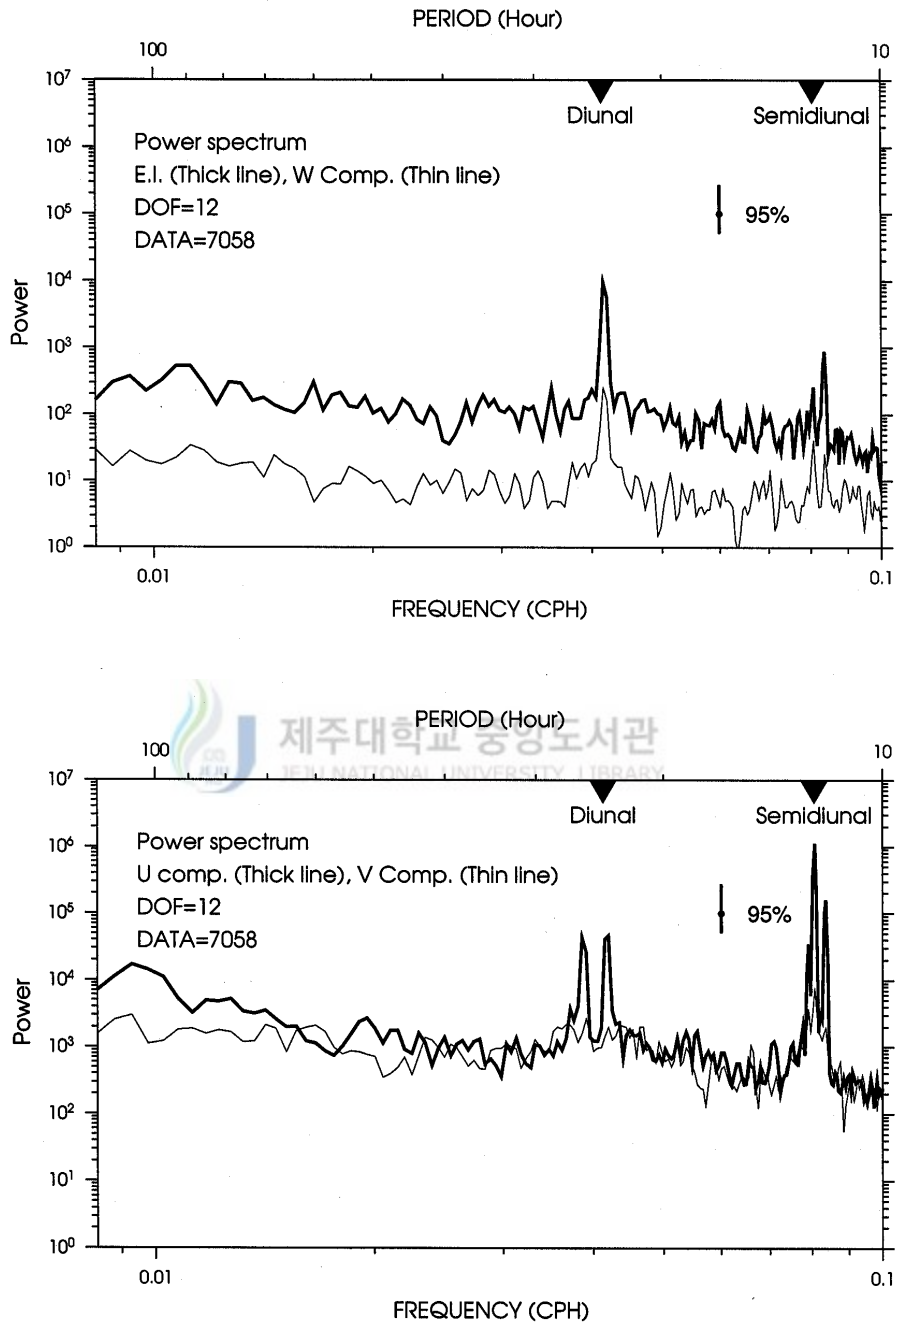 PERIOD (Hour)
100 10
10⁷
Diunal Semidiunal
10⁶
Power spectrum
E.I. (Thick line), W Comp. (Thin line)
10⁵
95%
DOF=12
DATA=7058
10⁴
Power
10³
10²
10¹
10⁰
0.01 0.1
FREQUENCY (CPH)
제주대학교 중앙도서관
PERIOD (Hour)
JEJU NATIONAL UNIVERSITY LIBRARY
100 10
10⁷
Diunal Semidiunal
10⁶
Power spectrum
U comp. (Thick line), V Comp. (Thin line)
10⁵
95%
DOF=12
DATA=7058
10⁴
Power
10³
10²
10¹
10⁰
0.01 0.1
FREQUENCY (CPH)